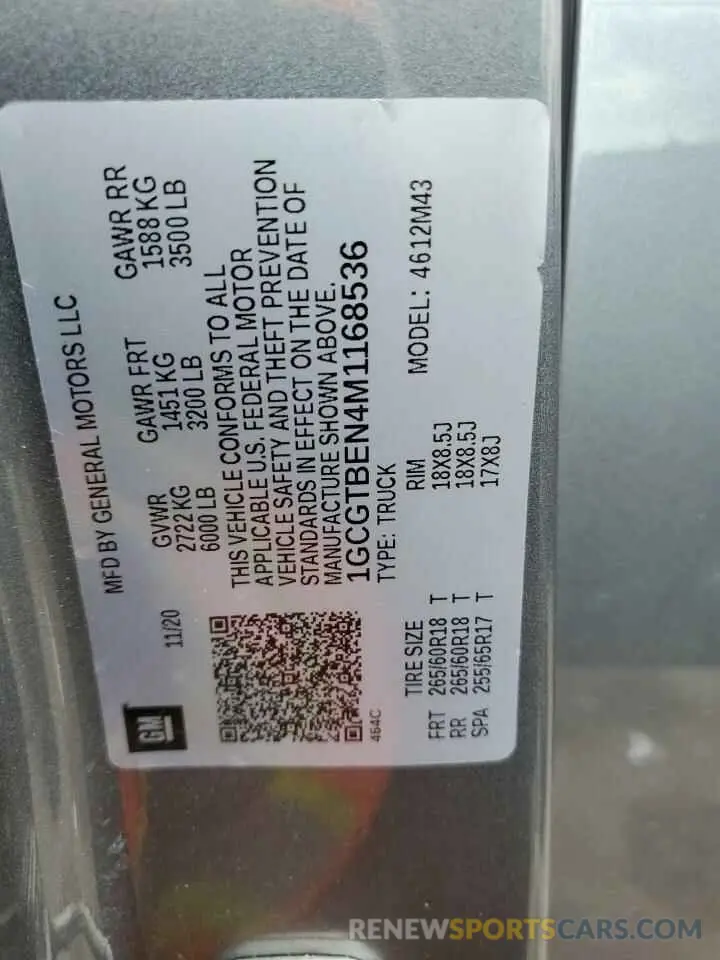 MFD BY GENERAL MOTORS LLC
GM
11/20
GVWR GAWR FRT GAWR RR
2722 KG 1451 KG 1588 KG
6000 LB 3200 LB 3500 LB
THIS VEHICLE CONFORMS TO ALL
APPLICABLE U.S. FEDERAL MOTOR
VEHICLE SAFETY AND THEFT PREVENTION
STANDARDS IN EFFECT ON THE DATE OF
MANUFACTURE SHOWN ABOVE.
1GCGTBEN4M1168536
464C
TYPE: TRUCK MODEL: 4612M43
TIRE SIZE RIM
FRT 265/60R18 T 18X8.5J
RR 265/60R18 T 18X8.5J
SPA 255/65R17 T 17X8J
RENEWSPORTSCARS.COM